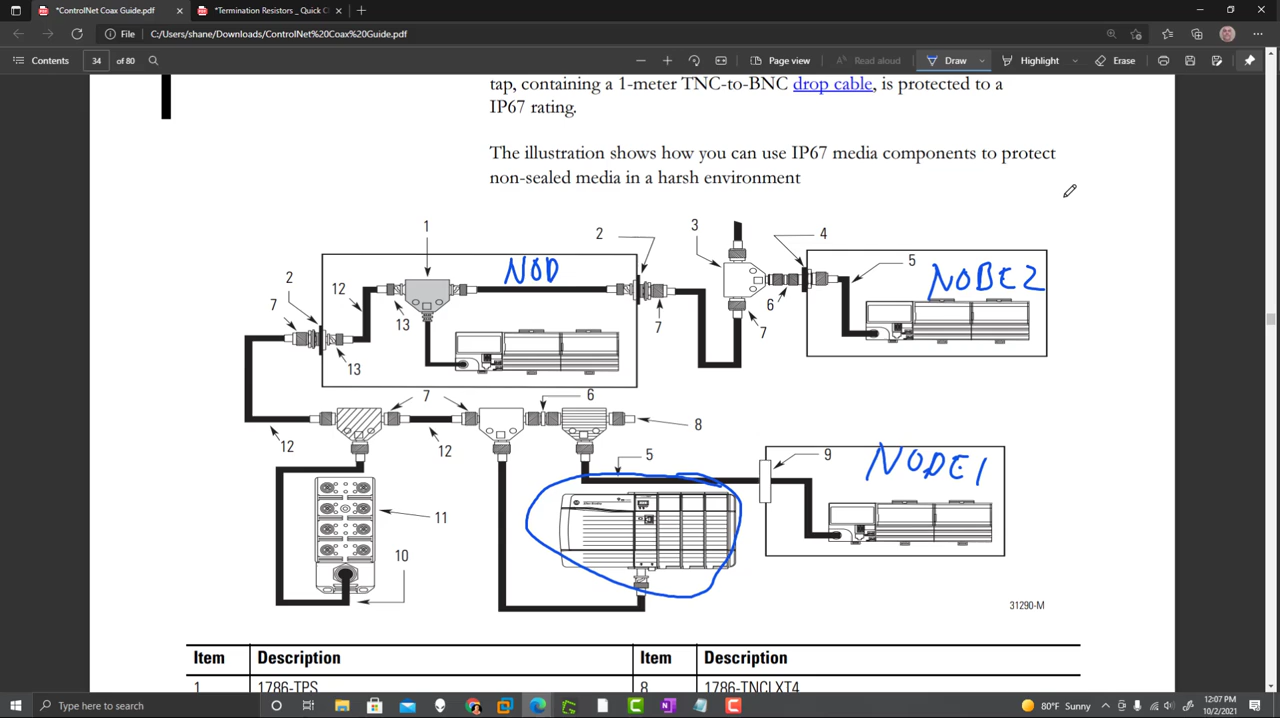 *ControlNet Coax Guide.pdf
*Termination Resistors _ Quick C
File
C:/Users/shane/Downloads/ControlNet%20Coax%20Guide.pdf
Contents
34 of 80
Page view
Read aloud
Draw
Highlight
Erase
tap, containing a 1-meter TNC-to-BNC drop cable, is protected to a
IP67 rating.
The illustration shows how you can use IP67 media components to protect
non-sealed media in a harsh environment
1
2
3
4
5
NOD
NODE 2
2
7
12
13
6
7
7
13
7
6
8
12
12
5
9
NODE 1
11
10
31290-M
Item Description Item Description
1 1786-TPS 8 1786-TNCLXT4
Type here to search
80°F Sunny
12:07 PM
10/2/2021